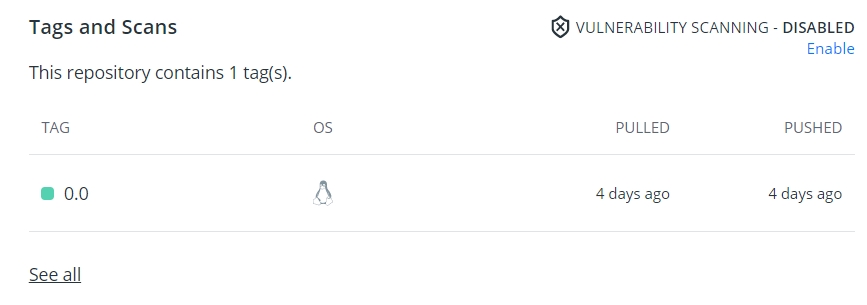 Tags and Scans
VULNERABILITY SCANNING - DISABLED
Enable
This repository contains 1 tag(s).
TAG OS PULLED PUSHED
0.0 4 days ago 4 days ago
See all